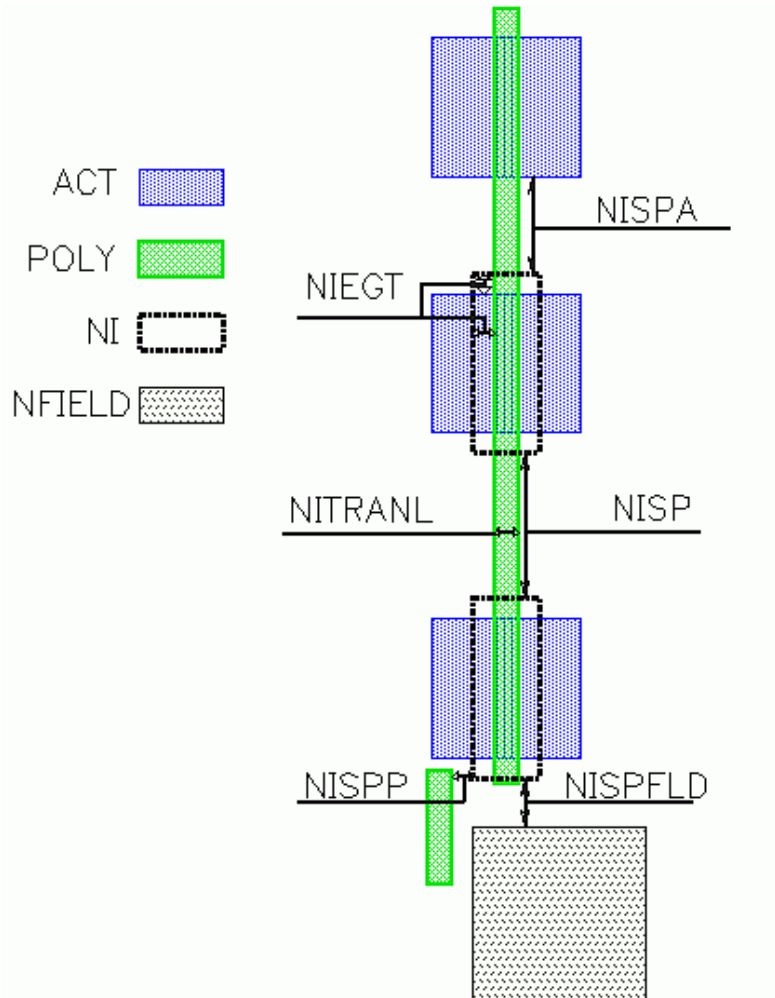 ACT
POLY
NI
NFIELD
NISPA
NIEGT
NITRANL
NISP
NISPP
NISPFLD